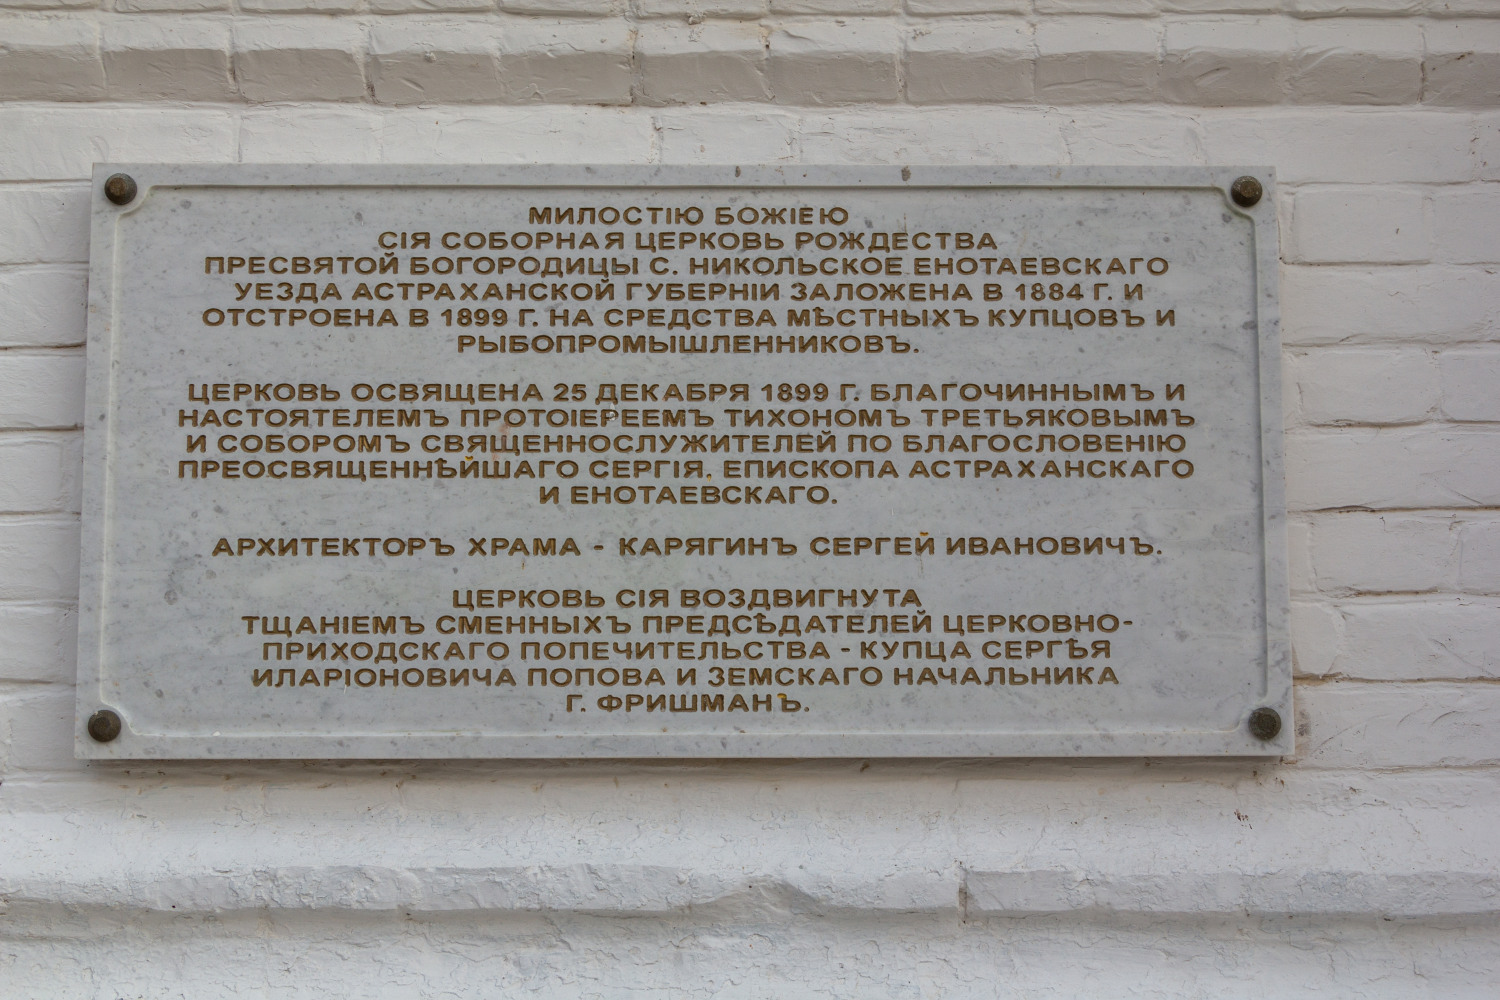 МИЛОСТІЮ БОЖІЕЮ
СІЯ СОБОРНАЯ ЦЕРКОВЬ РОЖДЕСТВА
ПРЕСВЯТОЙ БОГОРОДИЦЫ С. НИКОЛЬСКОЕ ЕНОТАЕВСКАГО
УЕЗДА АСТРАХАНСКОЙ ГУБЕРНІИ ЗАЛОЖЕНА В 1884 Г. И
ОТСТРОЕНА В 1899 Г. НА СРЕДСТВА МѢСТНЫХЪ КУПЦОВЪ И
РЫБОПРОМЫШЛЕННИКОВЪ.
ЦЕРКОВЬ ОСВЯЩЕНА 25 ДЕКАБРЯ 1899 Г. БЛАГОЧИННЫМЪ И
НАСТОЯТЕЛЕМЪ ПРОТОІЕРЕЕМЪ ТИХОНОМЪ ТРЕТЬЯКОВЫМЪ
И СОБОРОМЪ СВЯЩЕННОСЛУЖИТЕЛЕЙ ПО БЛАГОСЛОВЕНІЮ
ПРЕОСВЯЩЕННѢЙШАГО СЕРГІЯ. ЕПИСКОПА АСТРАХАНСКАГО
И ЕНОТАЕВСКАГО.
АРХИТЕКТОРЪ ХРАМА - КАРЯГИНЪ СЕРГЕЙ ИВАНОВИЧЪ.
ЦЕРКОВЬ СІЯ ВОЗДВИГНУТА
ТЩАНІЕМЪ СМЕННЫХЪ ПРЕДСѢДАТЕЛЕЙ ЦЕРКОВНО-
ПРИХОДСКАГО ПОПЕЧИТЕЛЬСТВА - КУПЦА СЕРГѢЯ
ИЛАРІОНОВИЧА ПОПОВА И ЗЕМСКАГО НАЧАЛЬНИКА
Г. ФРИШМАНЪ.